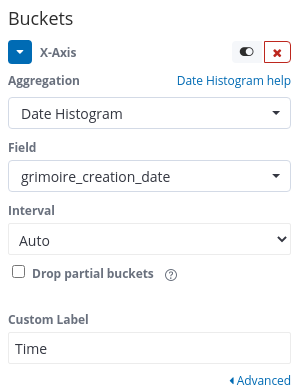 Buckets
X-Axis
Aggregation Date Histogram help
Date Histogram
Field
grimoire_creation_date
Interval
Auto
Drop partial buckets ?
Custom Label
Time
Advanced